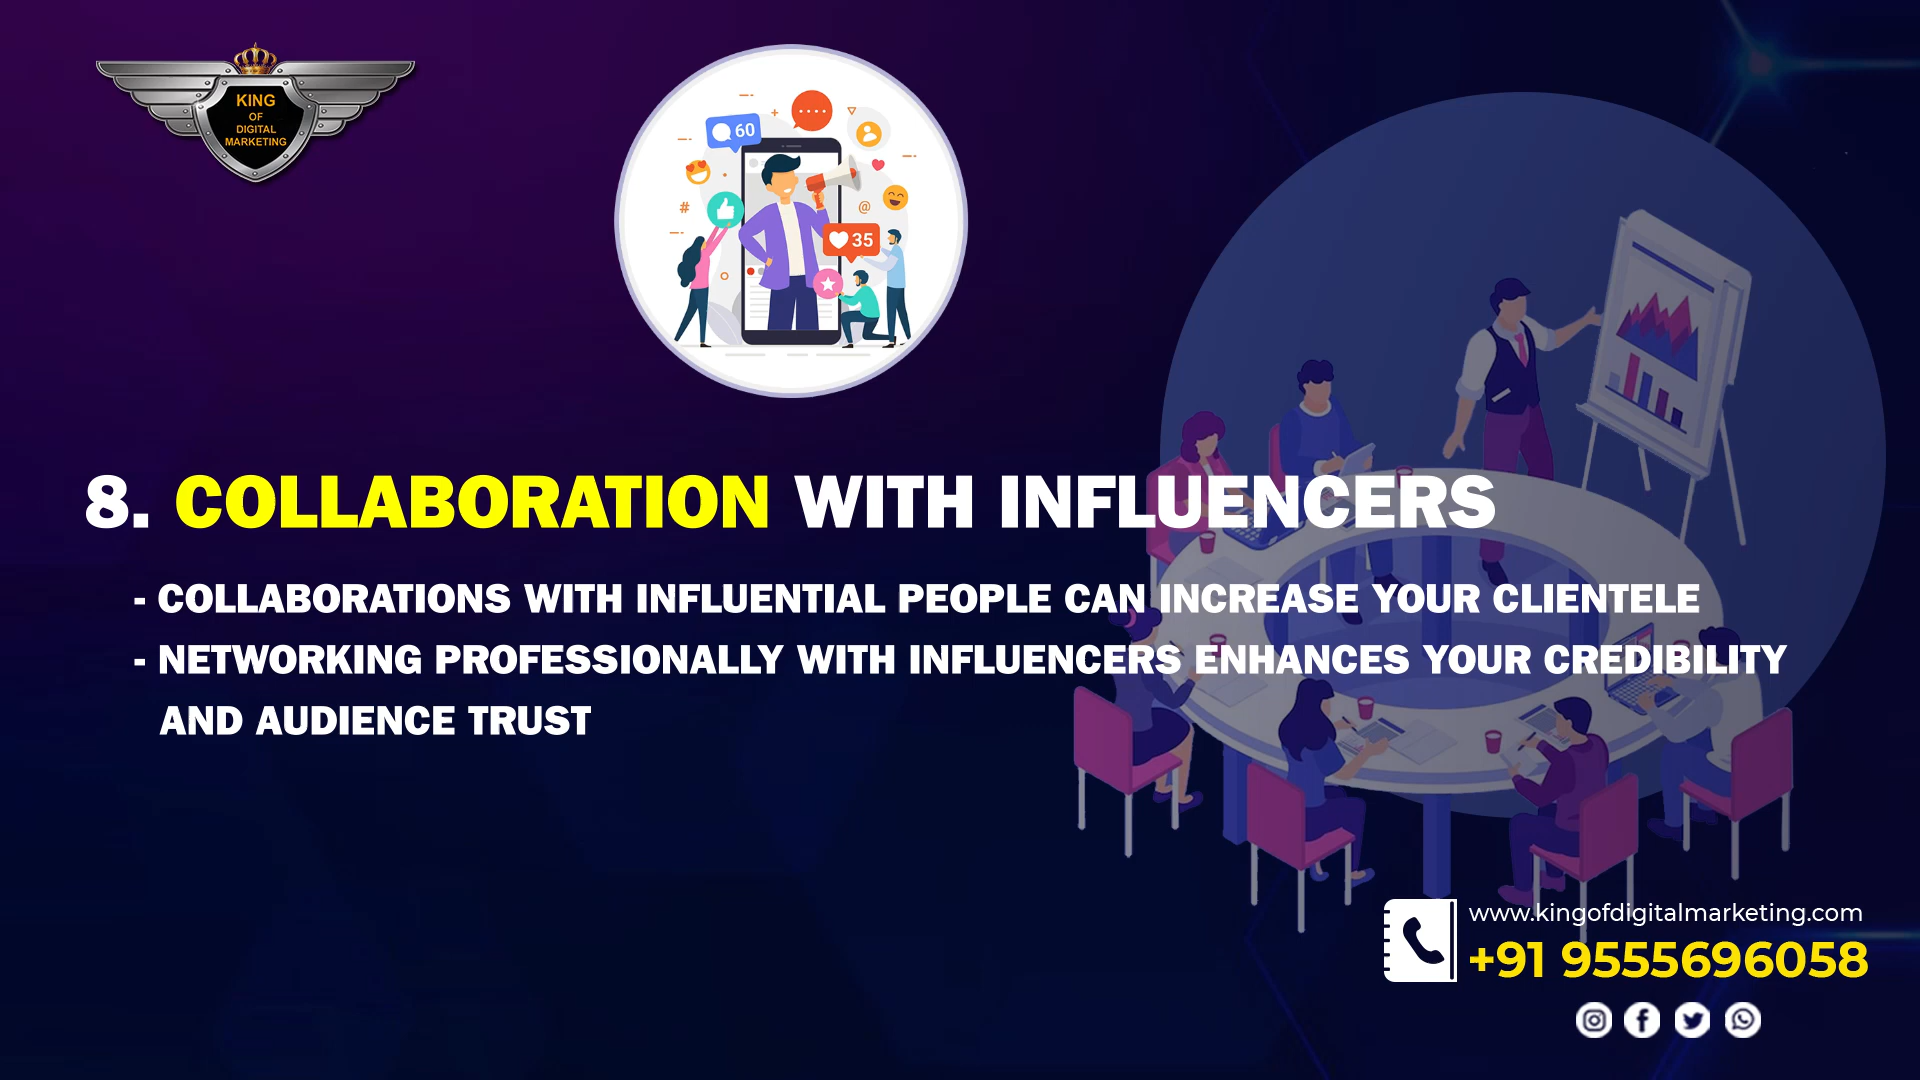 KING
OF
DIGITAL
MARKETING
60
#
@
35
8. COLLABORATION WITH INFLUENCERS
- COLLABORATIONS WITH INFLUENTIAL PEOPLE CAN INCREASE YOUR CLIENTELE
- NETWORKING PROFESSIONALLY WITH INFLUENCERS ENHANCES YOUR CREDIBILITY
AND AUDIENCE TRUST
www.kingofdigitalmarketing.com
+91 9555696058